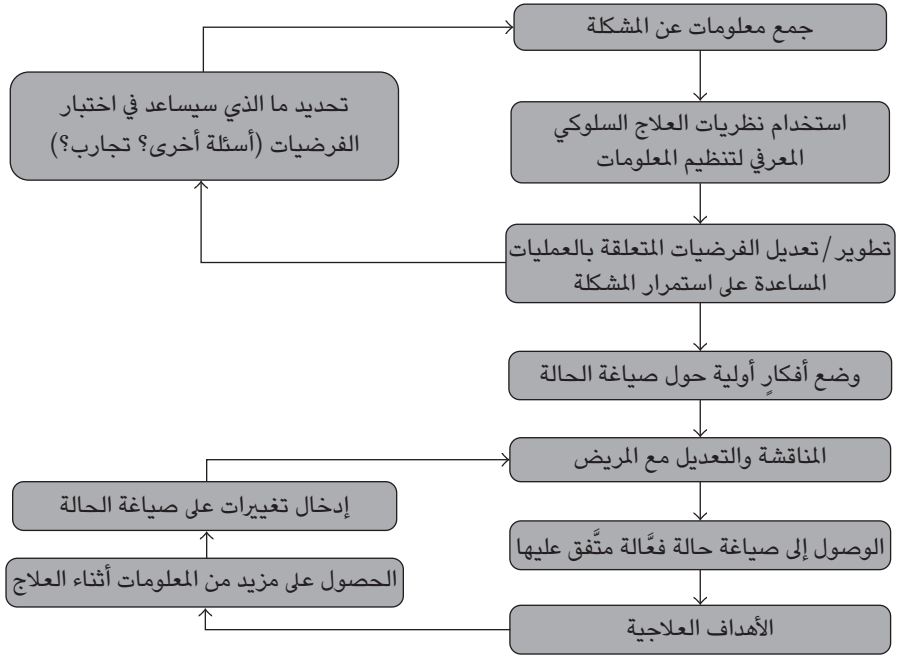 جمع معلومات عن المشكلة
تحديد ما الذي سيساعد في اختبار
الفرضيات (أسئلة أخرى؟ تجارب؟)
استخدام نظريات العلاج السلوكي
المعرفي لتنظيم المعلومات
تطوير/تعديل الفرضيات المتعلقة بالعمليات
المساعدة على استمرار المشكلة
وضع أفكارٍ أولية حول صياغة الحالة
المناقشة والتعديل مع المريض
إدخال تغييرات على صياغة الحالة
الوصول إلى صياغة حالة فعَّالة متَّفق عليها
الحصول على مزيد من المعلومات أثناء العلاج
الأهداف العلاجية